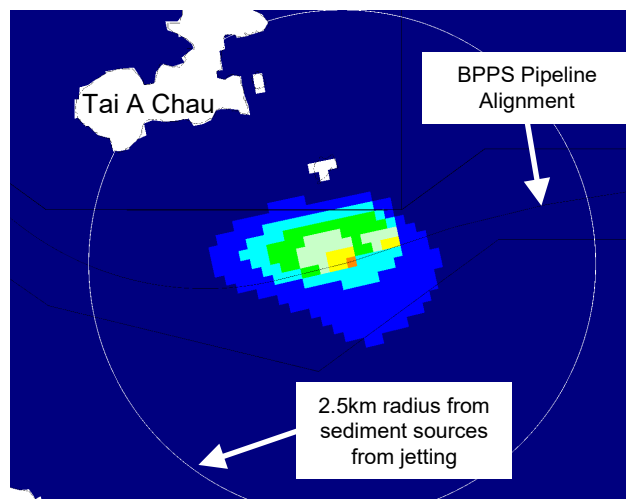 BPPS Pipeline
Alignment
Tai A Chau
2.5km radius from
sediment sources
from jetting